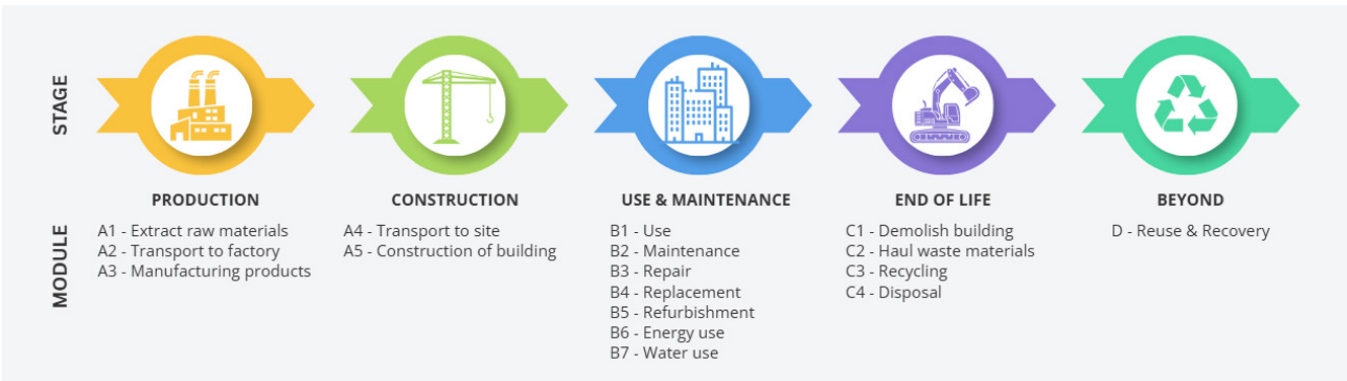 STAGE
PRODUCTION
CONSTRUCTION
USE & MAINTENANCE
END OF LIFE
BEYOND
MODULE
A1 - Extract raw materials
A2 - Transport to factory
A3 - Manufacturing products
A4 - Transport to site
A5 - Construction of building
B1 - Use
B2 - Maintenance
B3 - Repair
B4 - Replacement
B5 - Refurbishment
B6 - Energy use
B7 - Water use
C1 - Demolish building
C2 - Haul waste materials
C3 - Recycling
C4 - Disposal
D - Reuse & Recovery